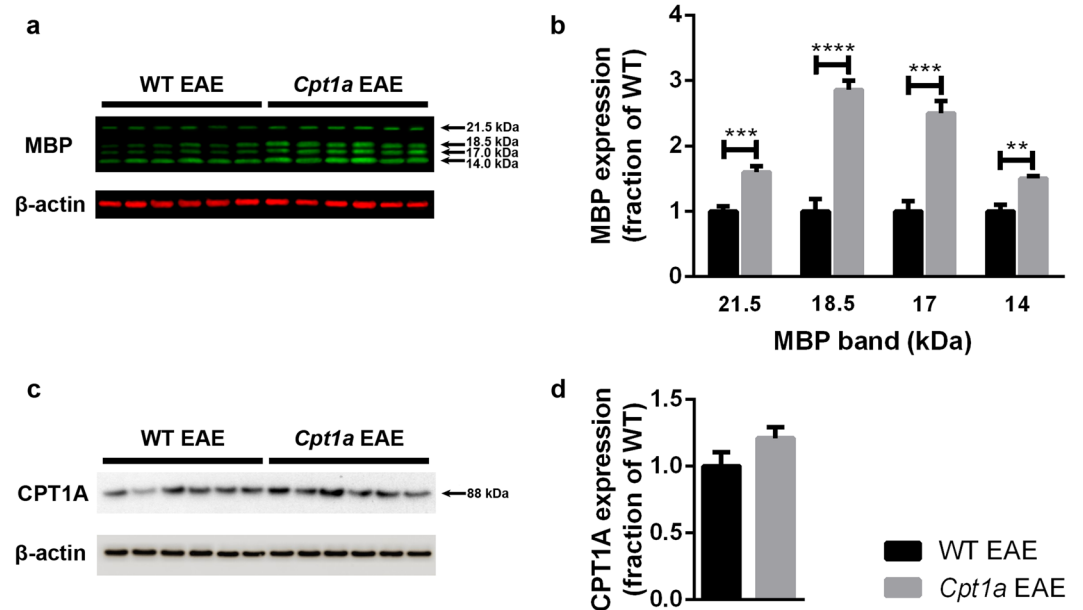 a
WT EAE Cpt1a EAE
MBP
21.5 kDa
18.5 kDa
17.0 kDa
14.0 kDa
β-actin
b
MBP expression
(fraction of WT)
4
3
2
1
0
***
****
***
**
21.5 18.5 17 14
MBP band (kDa)
c
WT EAE Cpt1a EAE
CPT1A
88 kDa
β-actin
d
CPT1A expression
(fraction of WT)
1.5
1.0
0.5
0.0
WT EAE
Cpt1a EAE